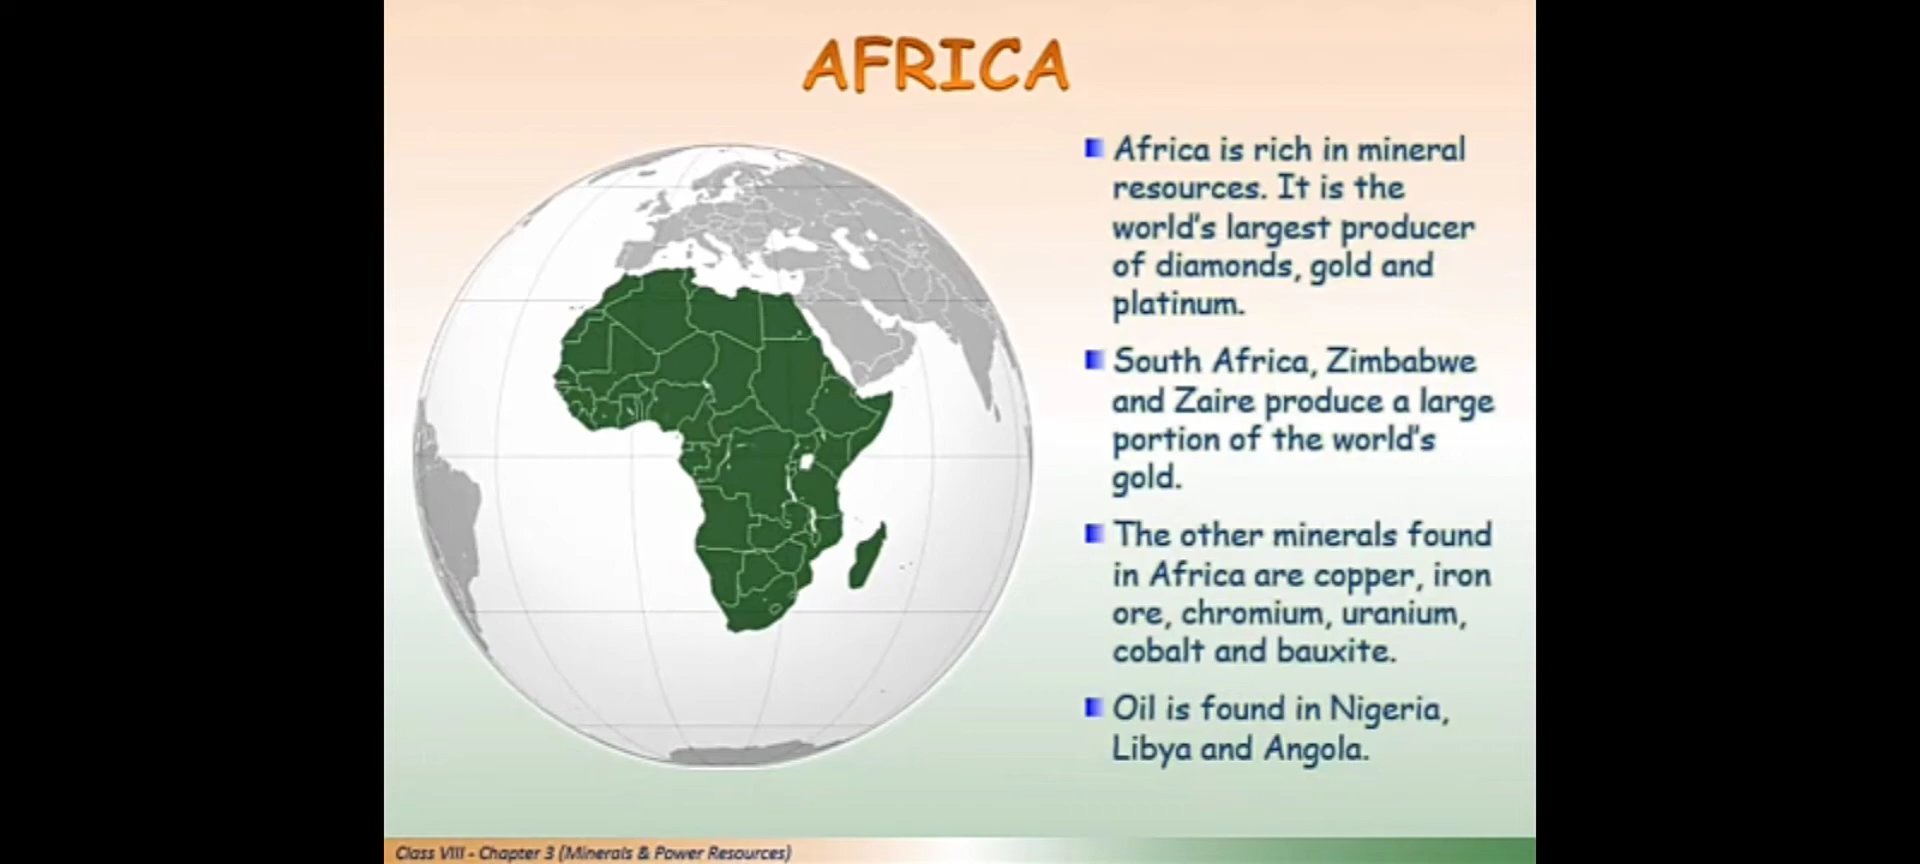 AFRICA
Africa is rich in mineral
resources. It is the
world's largest producer
of diamonds, gold and
platinum.
South Africa, Zimbabwe
and Zaire produce a large
portion of the world's
gold.
The other minerals found
in Africa are copper, iron
ore, chromium, uranium,
cobalt and bauxite.
Oil is found in Nigeria,
Libya and Angola.
Class VIII - Chapter 3 (Minerals & Power Resources)